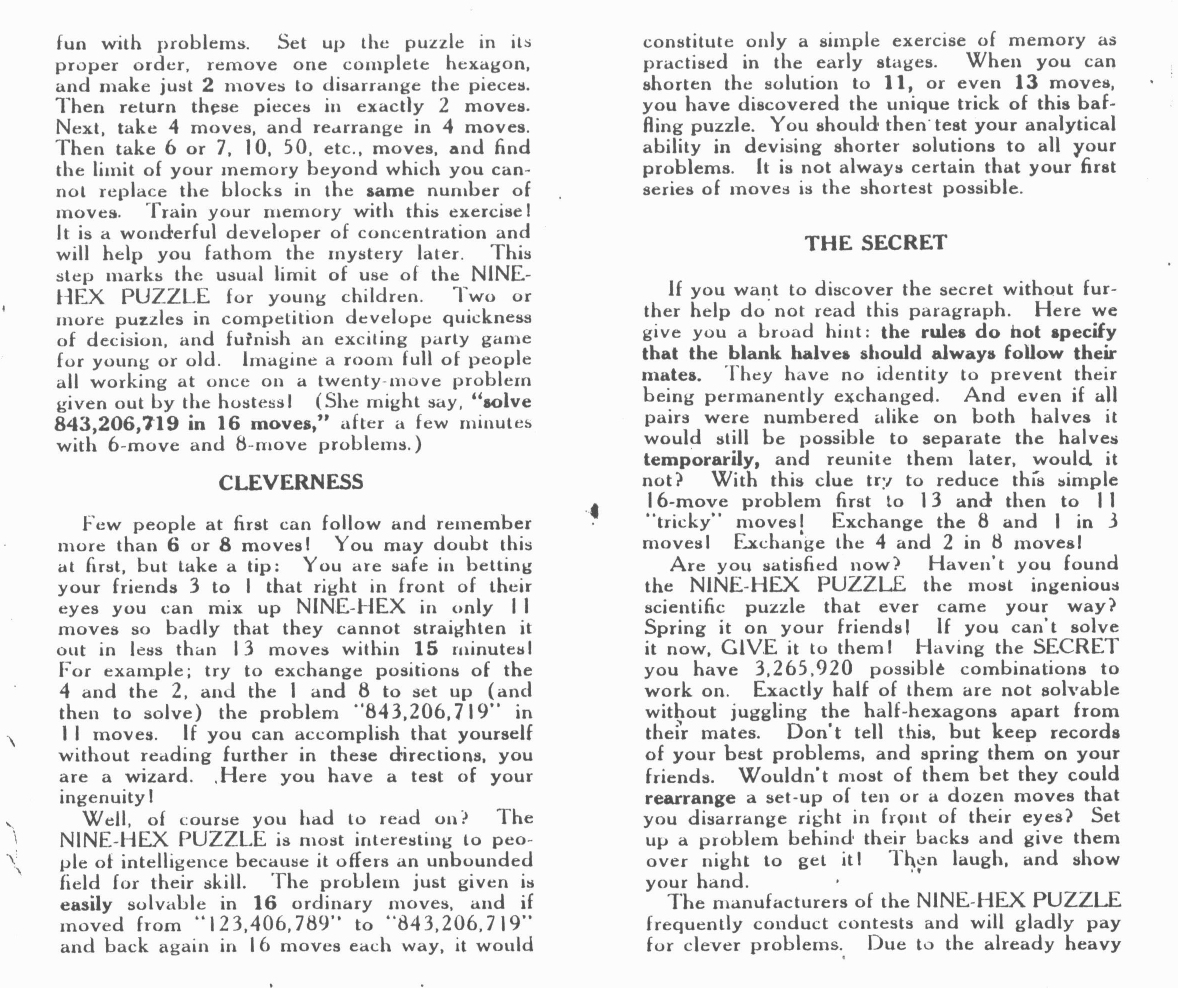 fun with problems. Set up the puzzle in its
proper order, remove one complete hexagon,
and make just 2 moves to disarrange the pieces.
Then return these pieces in exactly 2 moves.
Next, take 4 moves, and rearrange in 4 moves.
Then take 6 or 7, 10, 50, etc., moves, and find
the limit of your memory beyond which you can-
not replace the blocks in the same number of
moves. Train your memory with this exercise!
It is a wonderful developer of concentration and
will help you fathom the mystery later. This
step marks the usual limit of use of the NINE-
HEX PUZZLE for young children. Two or
more puzzles in competition develope quickness
of decision, and furnish an exciting party game
for young or old. Imagine a room full of people
all working at once on a twenty-move problem
given out by the hostess! (She might say, "solve
843,206,719 in 16 moves," after a few minutes
with 6-move and 8-move problems.)
CLEVERNESS
Few people at first can follow and remember
more than 6 or 8 moves! You may doubt this
at first, but take a tip: You are safe in betting
your friends 3 to 1 that right in front of their
eyes you can mix up NINE-HEX in only 11
moves so badly that they cannot straighten it
out in less than 13 moves within 15 minutes!
For example; try to exchange positions of the
4 and the 2, and the 1 and 8 to set up (and
then to solve) the problem "843,206,719" in
11 moves. If you can accomplish that yourself
without reading further in these directions, you
are a wizard. Here you have a test of your
ingenuity!
Well, of course you had to read on? The
NINE-HEX PUZZLE is most interesting to peo-
ple of intelligence because it offers an unbounded
field for their skill. The problem just given is
easily solvable in 16 ordinary moves, and if
moved from "123,406,789" to "843,206,719"
and back again in 16 moves each way, it would
constitute only a simple exercise of memory as
practised in the early stages. When you can
shorten the solution to 11, or even 13 moves,
you have discovered the unique trick of this baf-
fling puzzle. You should then test your analytical
ability in devising shorter solutions to all your
problems. It is not always certain that your first
series of moves is the shortest possible.
THE SECRET
If you want to discover the secret without fur-
ther help do not read this paragraph. Here we
give you a broad hint: the rules do not specify
that the blank halves should always follow their
mates. They have no identity to prevent their
being permanently exchanged. And even if all
pairs were numbered alike on both halves it
would still be possible to separate the halves
temporarily, and reunite them later, would it
not? With this clue try to reduce this simple
16-move problem first to 13 and then to 11
"tricky" moves! Exchange the 8 and 1 in 3
moves! Exchange the 4 and 2 in 8 moves!
Are you satisfied now? Haven't you found
the NINE-HEX PUZZLE the most ingenious
scientific puzzle that ever came your way?
Spring it on your friends! If you can't solve
it now, GIVE it to them! Having the SECRET
you have 3,265,920 possible combinations to
work on. Exactly half of them are not solvable
without juggling the half-hexagons apart from
their mates. Don't tell this, but keep records
of your best problems, and spring them on your
friends. Wouldn't most of them bet they could
rearrange a set-up of ten or a dozen moves that
you disarrange right in front of their eyes? Set
up a problem behind their backs and give them
over night to get it! Then laugh, and show
your hand.
The manufacturers of the NINE-HEX PUZZLE
frequently conduct contests and will gladly pay
for clever problems. Due to the already heavy